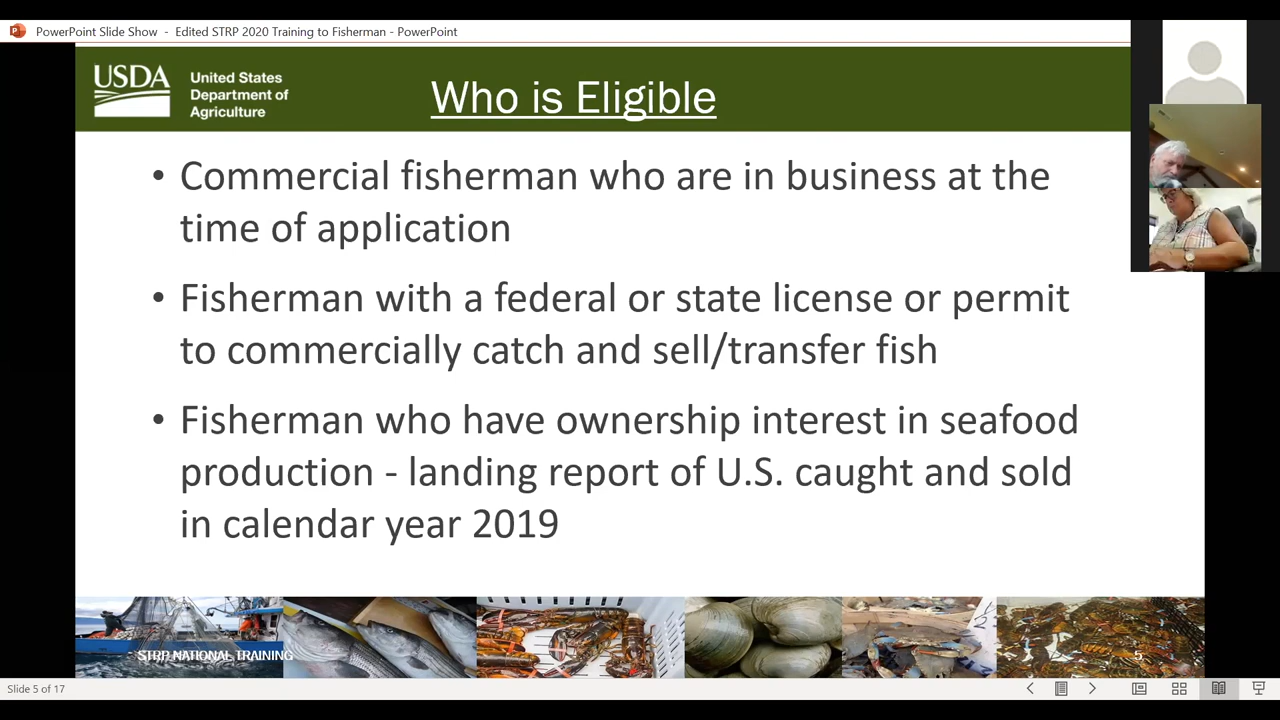 PowerPoint Slide Show - Edited STRP 2020 Training to Fisherman - PowerPoint
USDA
United States
Department of
Agriculture
Who is Eligible
• Commercial fisherman who are in business at the
time of application
• Fisherman with a federal or state license or permit
to commercially catch and sell/transfer fish
• Fisherman who have ownership interest in seafood
production - landing report of U.S. caught and sold
in calendar year 2019
STRP NATIONAL TRAINING
5
Slide 5 of 17